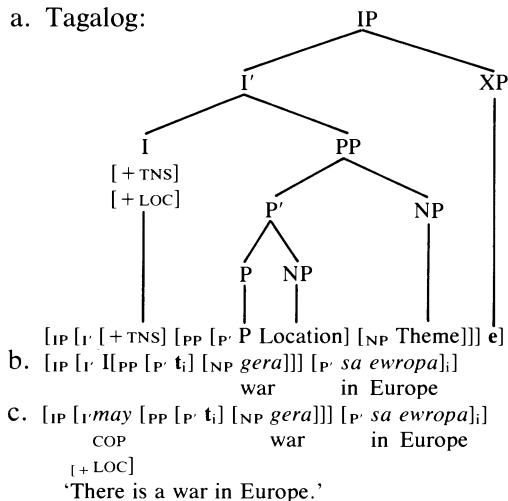 a. Tagalog:
IP
I′ XP
I PP
[+TNS]
[+LOC]
P′ NP
P NP
[IP [I′ [+TNS] [PP [P′ P Location] [NP Theme]]] e]
b. [IP [I′ I[PP [P′ ti] [NP gera]]] [P′ sa ewropa]i]
war in Europe
c. [IP [I′may [PP [P′ ti] [NP gera]]] [P′ sa ewropa]i]
COP war in Europe
[+LOC]
‘There is a war in Europe.’